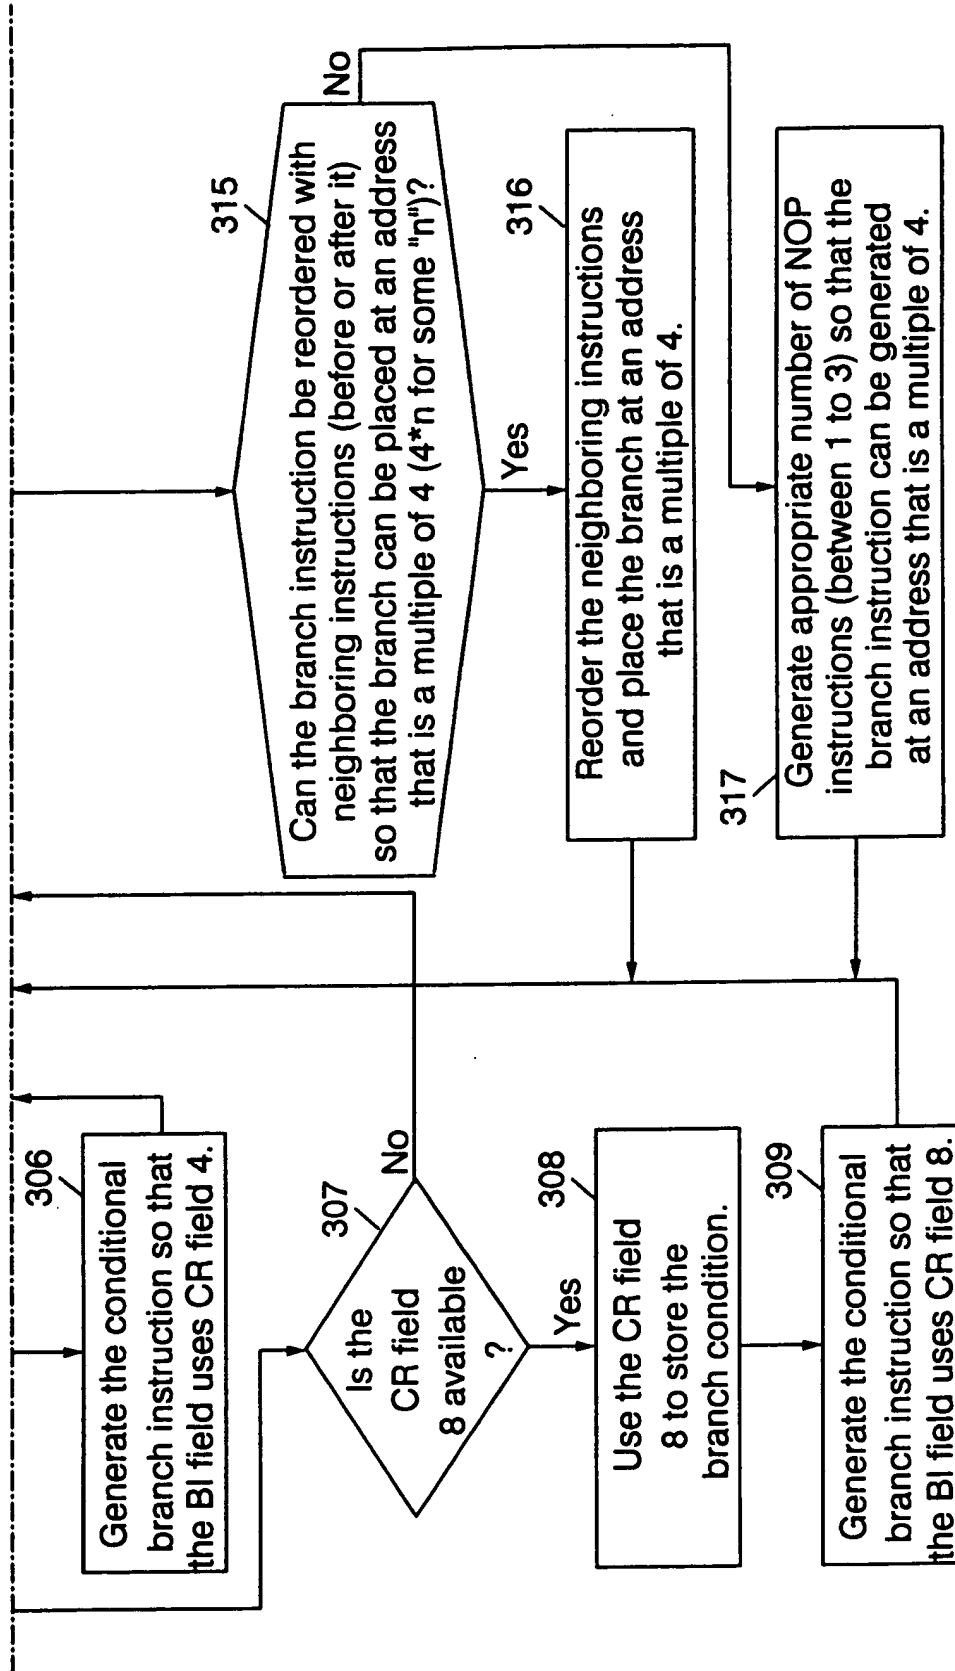 306
Generate the conditional
branch instruction so that
the BI field uses CR field 4.
307
Is the
CR field
8 available
?
No
Yes
308
Use the CR field
8 to store the
branch condition.
309
Generate the conditional
branch instruction so that
the BI field uses CR field 8.
315
Can the branch instruction be reordered with
neighboring instructions (before or after it)
so that the branch can be placed at an address
that is a multiple of 4 (4*n for some "n")?
No
Yes
316
Reorder the neighboring instructions
and place the branch at an address
that is a multiple of 4.
317
Generate appropriate number of NOP
instructions (between 1 to 3) so that the
branch instruction can be generated
at an address that is a multiple of 4.